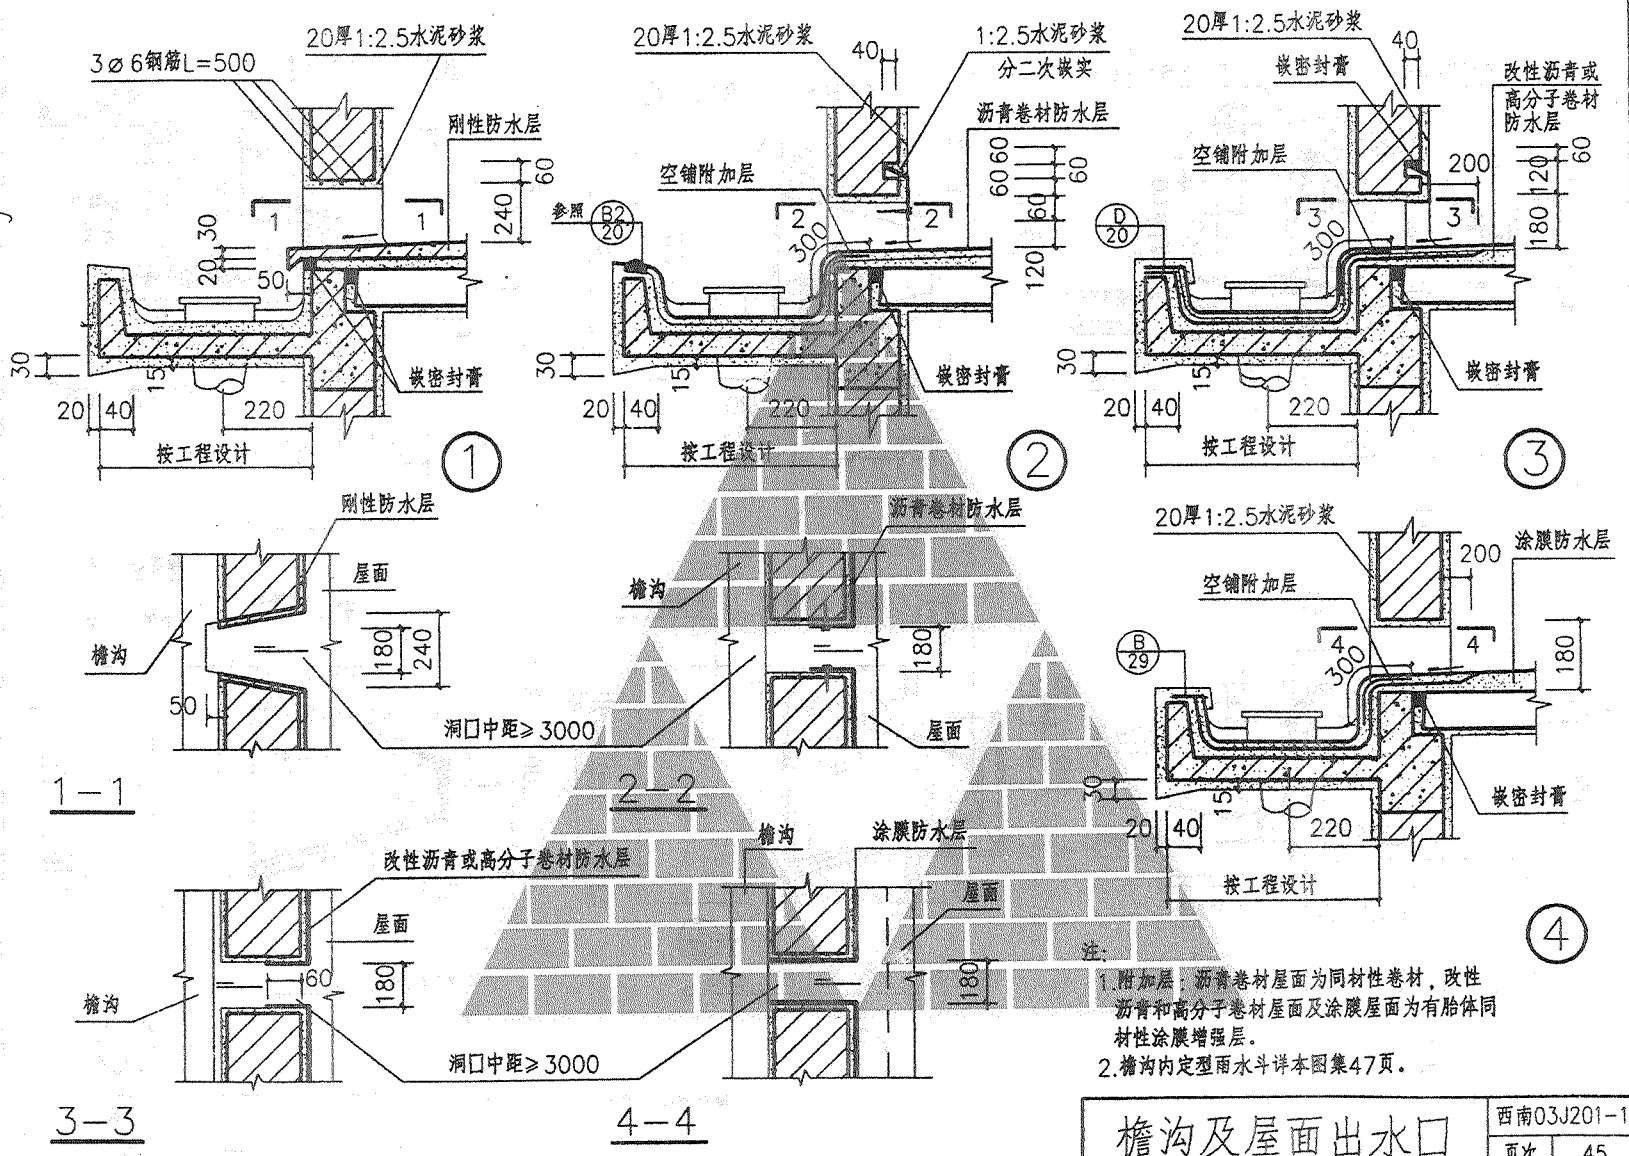 20厚1:2.5水泥砂浆
3ø6钢筋L=500
刚性防水层
60
240
1
1
30
20
50
30
15
嵌密封膏
20
40
220
按工程设计
①
20厚1:2.5水泥砂浆
40
1:2.5水泥砂浆
分二次嵌实
沥青卷材防水层
空铺附加层
60
60
60
60
120
参照
B2
20
2
2
300
30
15
嵌密封膏
20
40
220
按工程设计
②
20厚1:2.5水泥砂浆
40
嵌密封膏
改性沥青或
高分子卷材
防水层
空铺附加层
200
60
120
180
D
20
3
3
300
30
15
嵌密封膏
20
40
220
按工程设计
③
刚性防水层
屋面
檐沟
180
240
50
洞口中距≥3000
1-1
沥青卷材防水层
檐沟
180
屋面
2-2
20厚1:2.5水泥砂浆
涂膜防水层
200
空铺附加层
B
29
4
4
300
180
30
15
嵌密封膏
20
40
220
按工程设计
④
改性沥青或高分子卷材防水层
屋面
60
180
檐沟
洞口中距≥3000
3-3
檐沟
涂膜防水层
屋面
180
4-4
注:
1.附加层:沥青卷材屋面为同材性卷材,改性
沥青和高分子卷材屋面及涂膜屋面为有胎体同
材性涂膜增强层。
2.檐沟内定型雨水斗详本图集47页。
檐沟及屋面出水口
西南03J201-1
页次
45